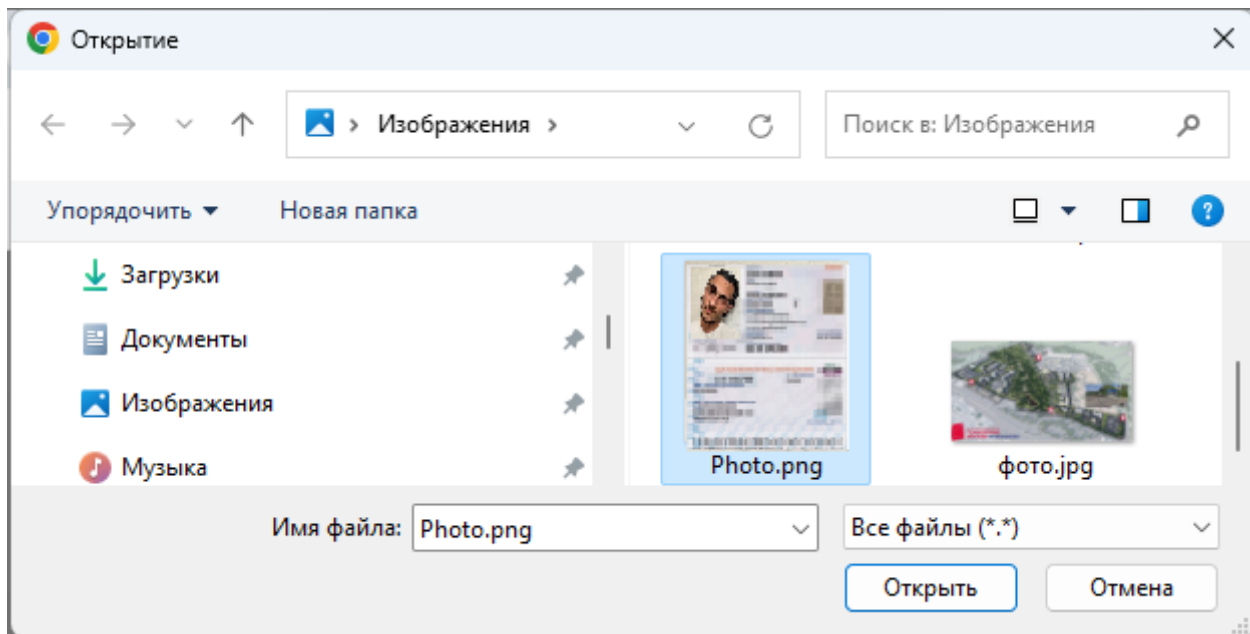 Открытие
Изображения
Поиск в: Изображения
Упорядочить
Новая папка
Загрузки
Документы
Изображения
Музыка
Photo.png
фото.jpg
Имя файла: Photo.png
Все файлы (*.*)
Открыть
Отмена